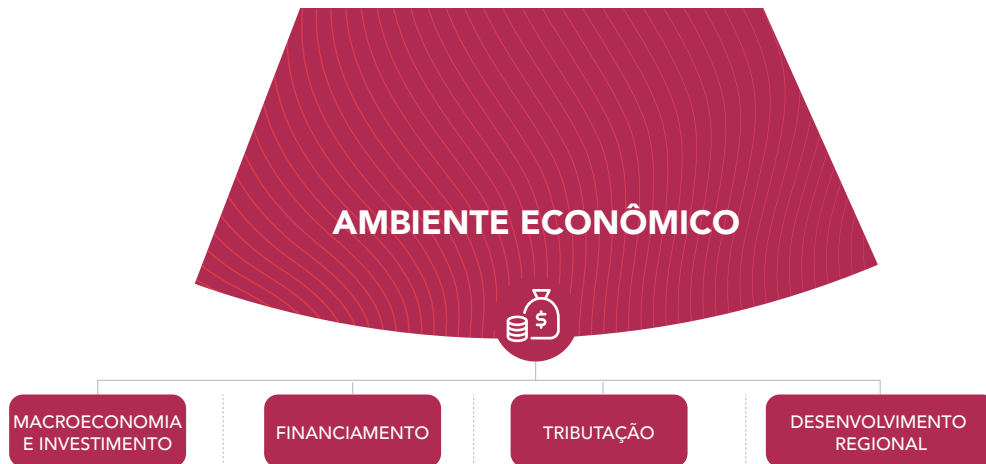 AMBIENTE ECONÔMICO
$
MACROECONOMIA
E INVESTIMENTO
FINANCIAMENTO
TRIBUTAÇÃO
DESENVOLVIMENTO
REGIONAL